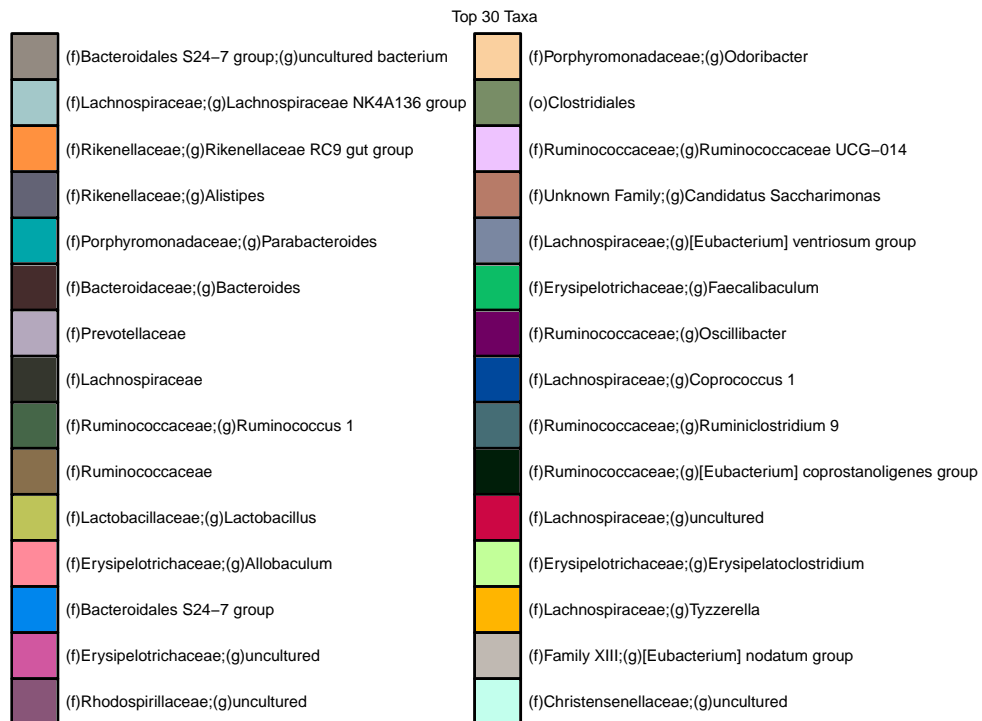 Top 30 Taxa
(f)Bacteroidales S24−7 group;(g)uncultured bacterium
(f)Lachnospiraceae;(g)Lachnospiraceae NK4A136 group
(f)Rikenellaceae;(g)Rikenellaceae RC9 gut group
(f)Rikenellaceae;(g)Alistipes
(f)Porphyromonadaceae;(g)Parabacteroides
(f)Bacteroidaceae;(g)Bacteroides
(f)Prevotellaceae
(f)Lachnospiraceae
(f)Ruminococcaceae;(g)Ruminococcus 1
(f)Ruminococcaceae
(f)Lactobacillaceae;(g)Lactobacillus
(f)Erysipelotrichaceae;(g)Allobaculum
(f)Bacteroidales S24−7 group
(f)Erysipelotrichaceae;(g)uncultured
(f)Rhodospirillaceae;(g)uncultured
(f)Porphyromonadaceae;(g)Odoribacter
(o)Clostridiales
(f)Ruminococcaceae;(g)Ruminococcaceae UCG−014
(f)Unknown Family;(g)Candidatus Saccharimonas
(f)Lachnospiraceae;(g)[Eubacterium] ventriosum group
(f)Erysipelotrichaceae;(g)Faecalibaculum
(f)Ruminococcaceae;(g)Oscillibacter
(f)Lachnospiraceae;(g)Coprococcus 1
(f)Ruminococcaceae;(g)Ruminiclostridium 9
(f)Ruminococcaceae;(g)[Eubacterium] coprostanoligenes group
(f)Lachnospiraceae;(g)uncultured
(f)Erysipelotrichaceae;(g)Erysipelatoclostridium
(f)Lachnospiraceae;(g)Tyzzerella
(f)Family XIII;(g)[Eubacterium] nodatum group
(f)Christensenellaceae;(g)uncultured